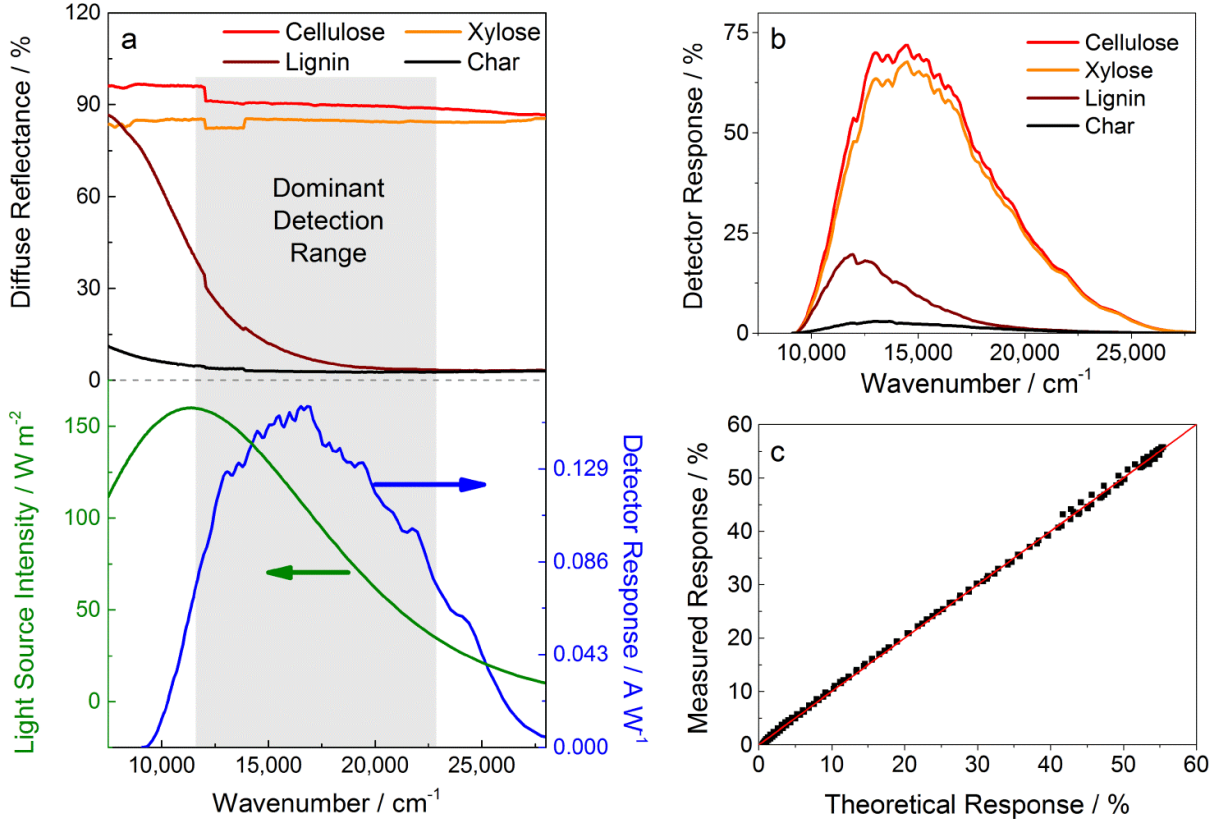 a
Cellulose
Xylose
Lignin
Char
120
90
60
30
0
Diffuse Reflectance / %
Dominant
Detection
Range
150
100
50
0
Light Source Intensity / W m-2
0.129
0.086
0.043
0.000
Detector Response / A W-1
10,000 15,000 20,000 25,000
Wavenumber / cm-1
b
Cellulose
Xylose
Lignin
Char
75
50
25
0
Detector Response / %
10,000 15,000 20,000 25,000
Wavenumber / cm-1
c
60
50
40
30
20
10
0
Measured Response / %
0 10 20 30 40 50 60
Theoretical Response / %